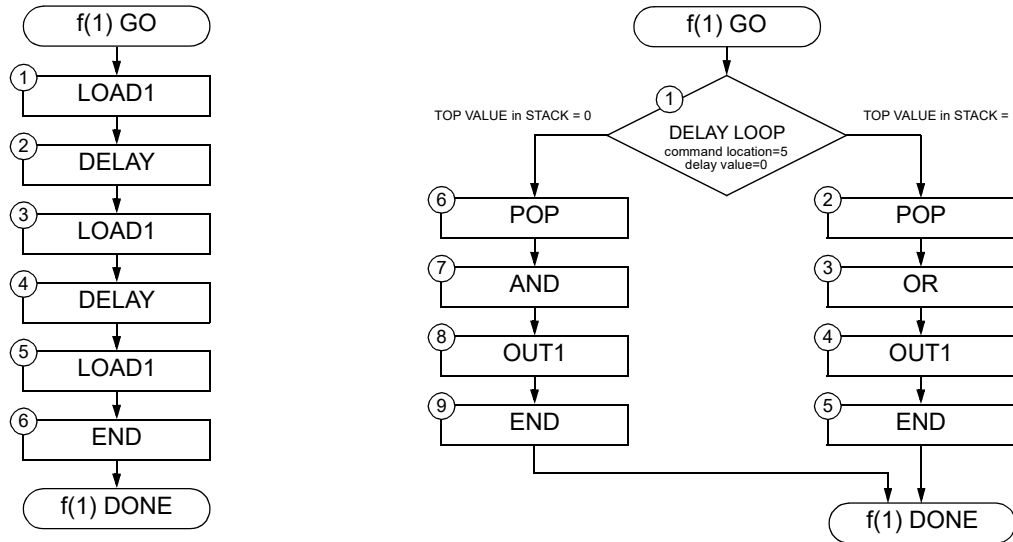 f(1) GO
1
LOAD1
2
DELAY
3
LOAD1
4
DELAY
5
LOAD1
6
END
f(1) DONE
f(1) GO
1
TOP VALUE in STACK = 0
TOP VALUE in STACK =
DELAY LOOP
command location=5
delay value=0
6
POP
7
AND
8
OUT1
9
END
2
POP
3
OR
4
OUT1
5
END
f(1) DONE